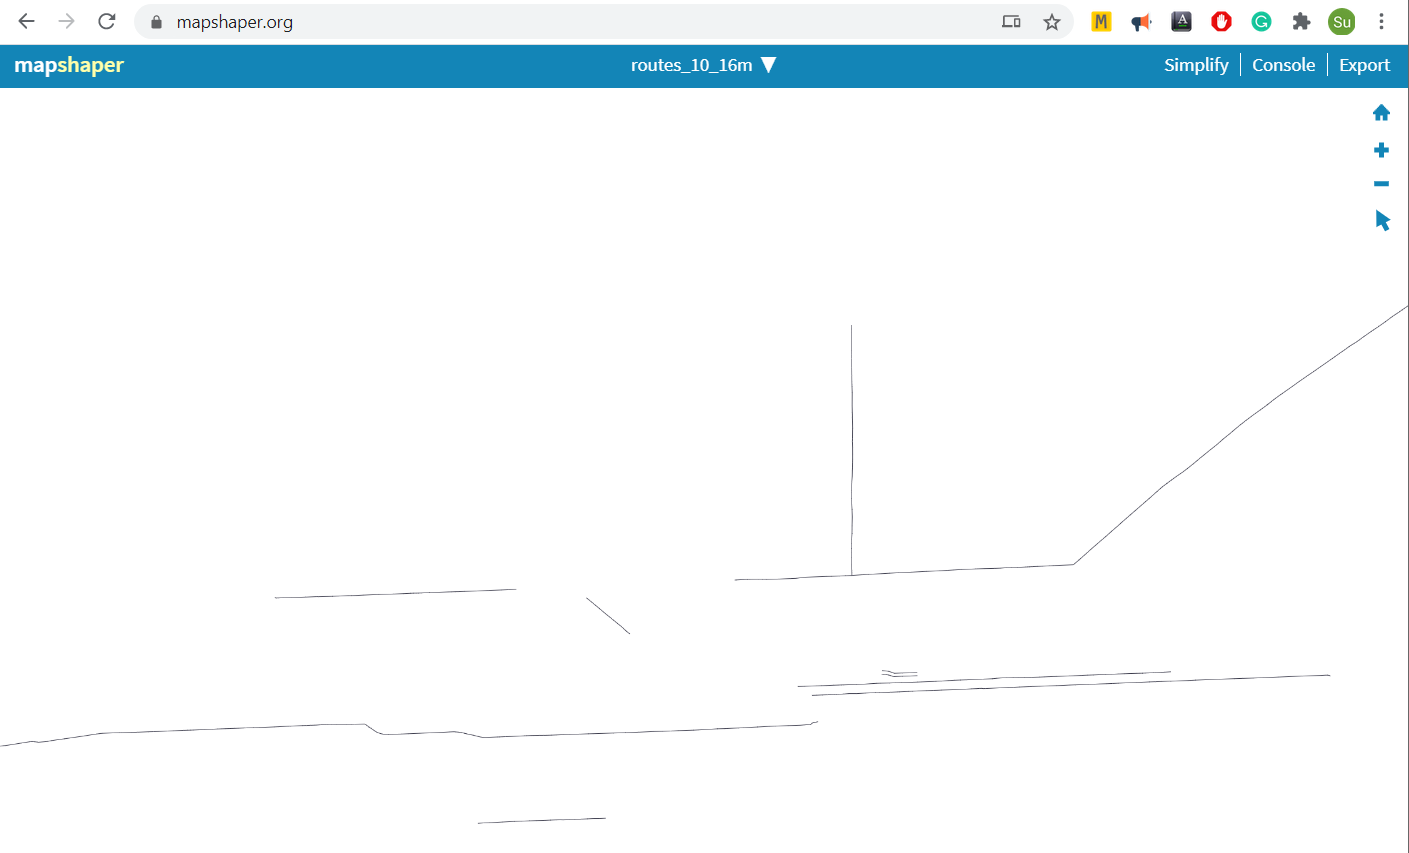 mapshaper.org
M
A
G
Su
mapshaper
routes_10_16m ▼
Simplify
Console
Export